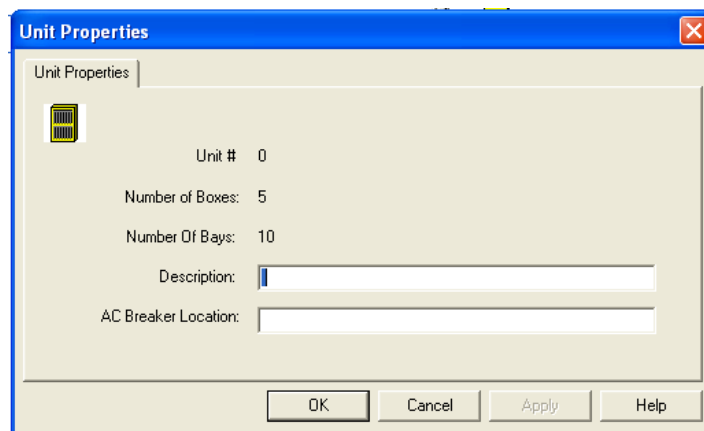 Unit Properties
Unit Properties
Unit # 0
Number of Boxes: 5
Number Of Bays: 10
Description:
AC Breaker Location:
OK Cancel Apply Help